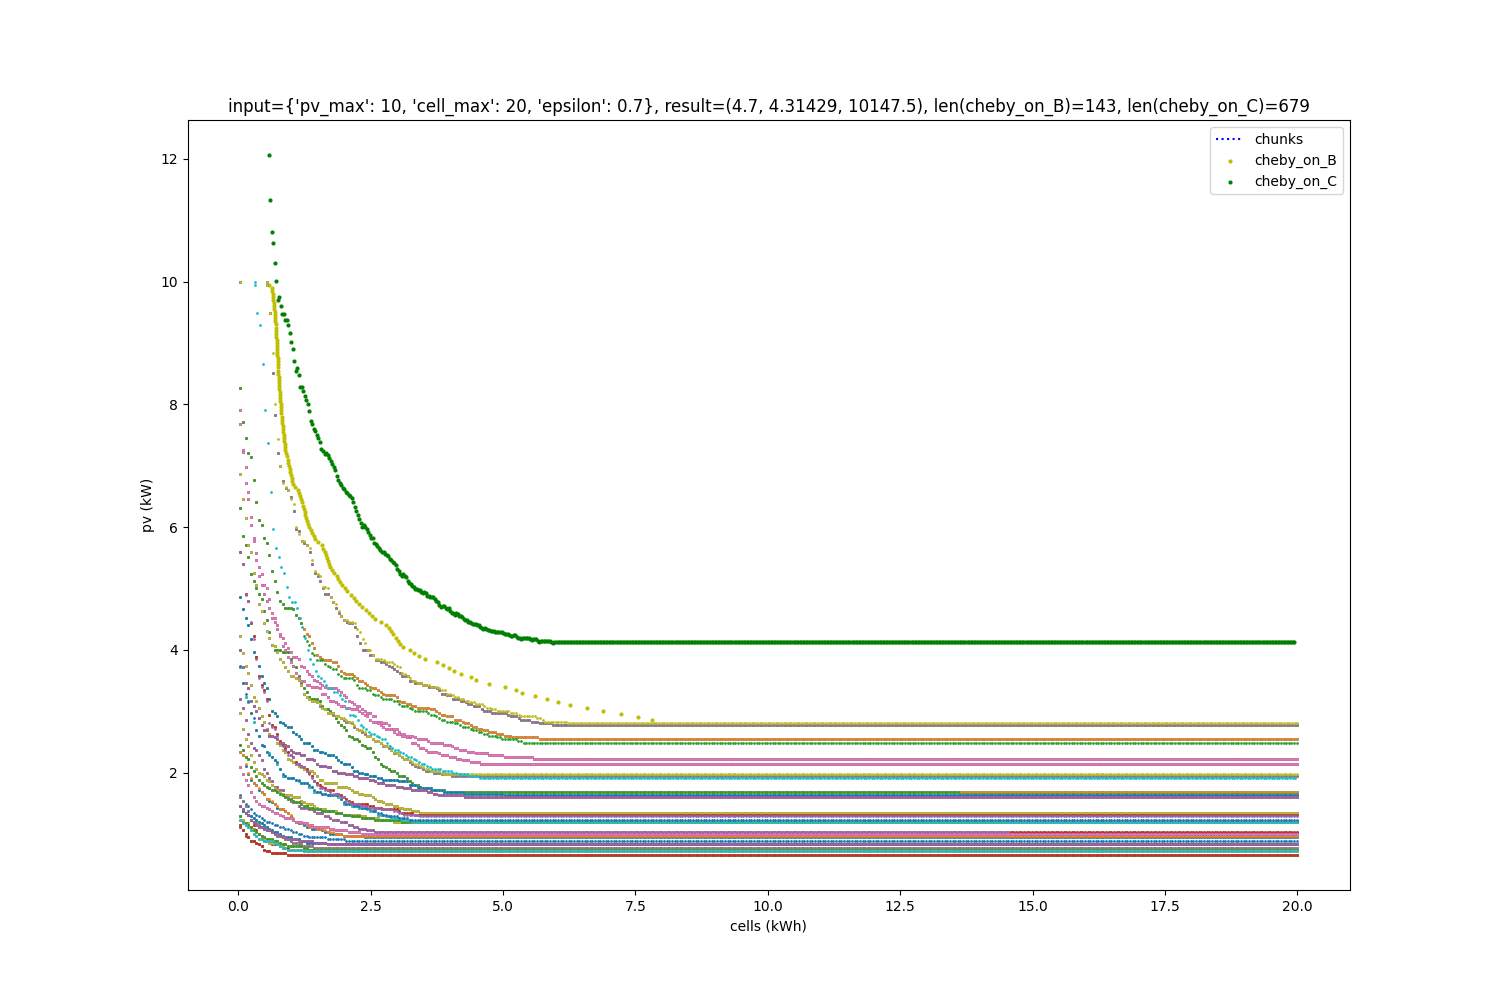 input={'pv_max': 10, 'cell_max': 20, 'epsilon': 0.7}, result=(4.7, 4.31429, 10147.5), len(cheby_on_B)=143, len(cheby_on_C)=679
chunks
cheby_on_B
cheby_on_C
12
10
8
6
4
2
pv (kW)
0.0 2.5 5.0 7.5 10.0 12.5 15.0 17.5 20.0
cells (kWh)